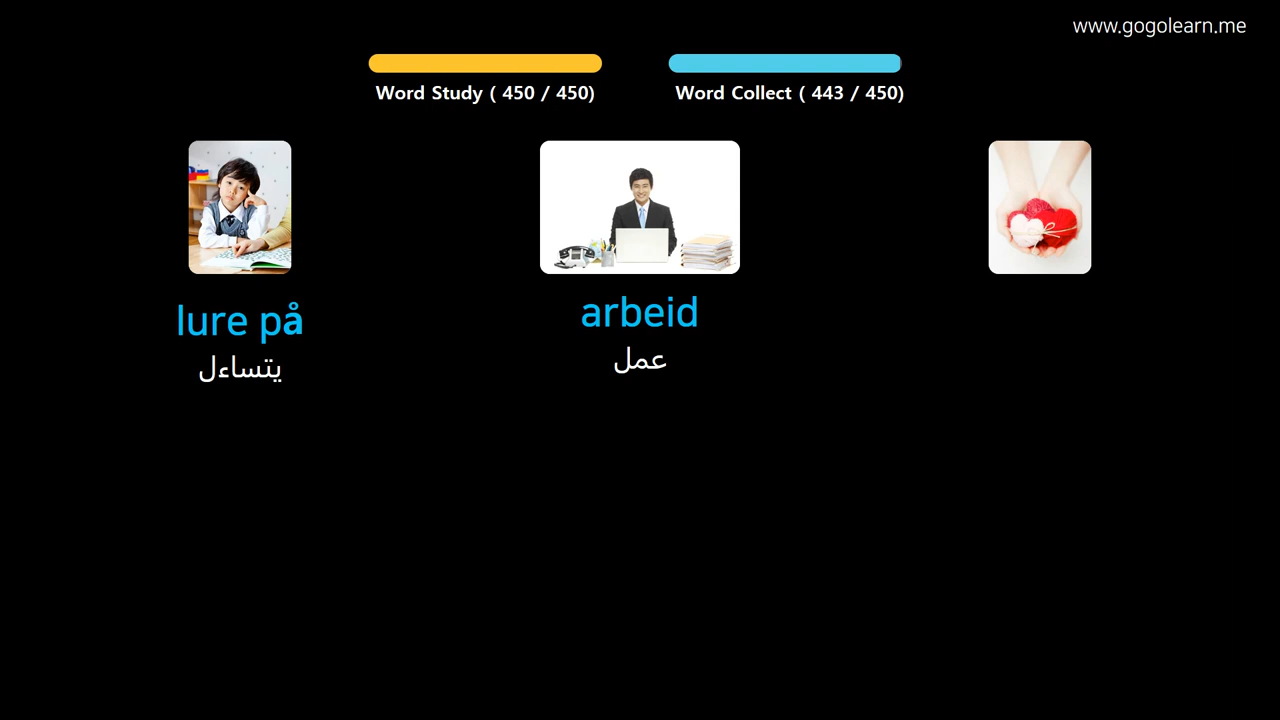 www.gogolearn.me
Word Study ( 450 / 450)
Word Collect ( 443 / 450)
lure på
يتساءل
arbeid
عمل